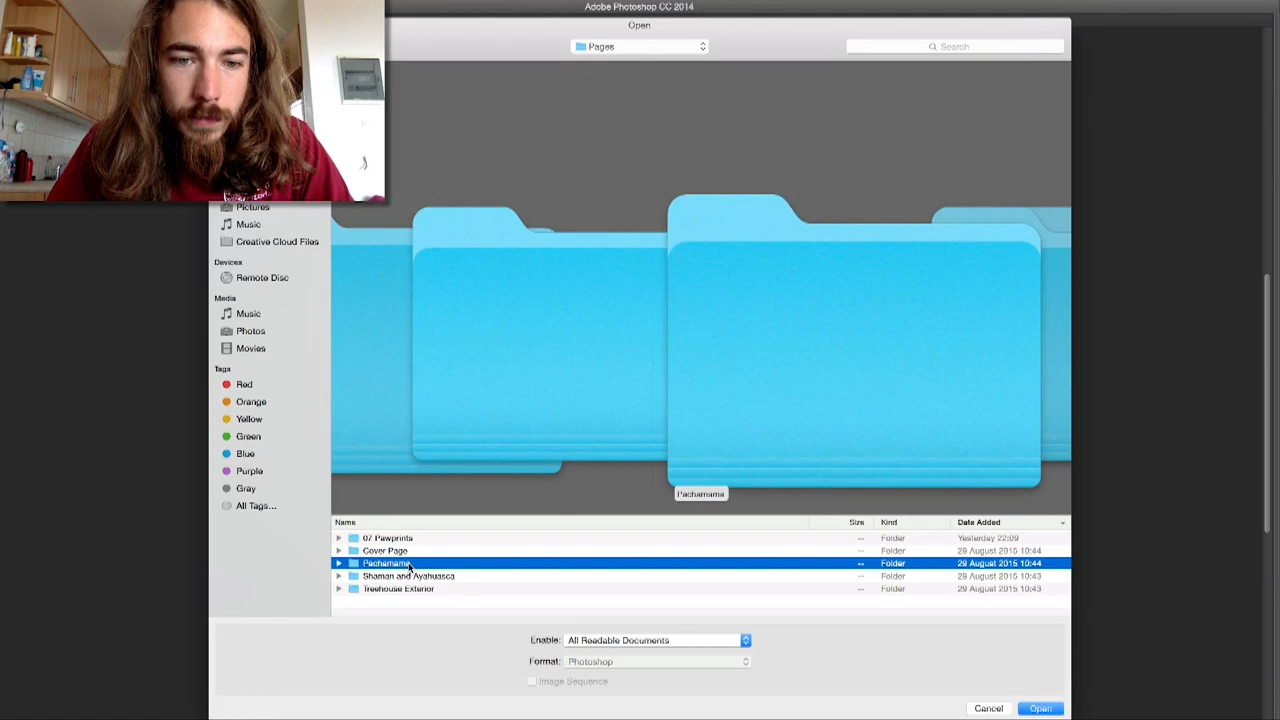 Adobe Photoshop CC 2014
Open
Pages
Search
Pictures
Music
Creative Cloud Files
Devices
Remote Disc
Media
Music
Photos
Movies
Tags
Red
Orange
Yellow
Green
Blue
Purple
Gray
All Tags...
Pachamama
Name Size Kind Date Added
07 Pawprints -- Folder Yesterday 22:09
Cover Page -- Folder 29 August 2015 10:44
Pachamama -- Folder 29 August 2015 10:44
Shaman and Ayahuasca -- Folder 29 August 2015 10:43
Treehouse Exterior -- Folder 29 August 2015 10:43
Enable: All Readable Documents
Format: Photoshop
Image Sequence
Cancel Open